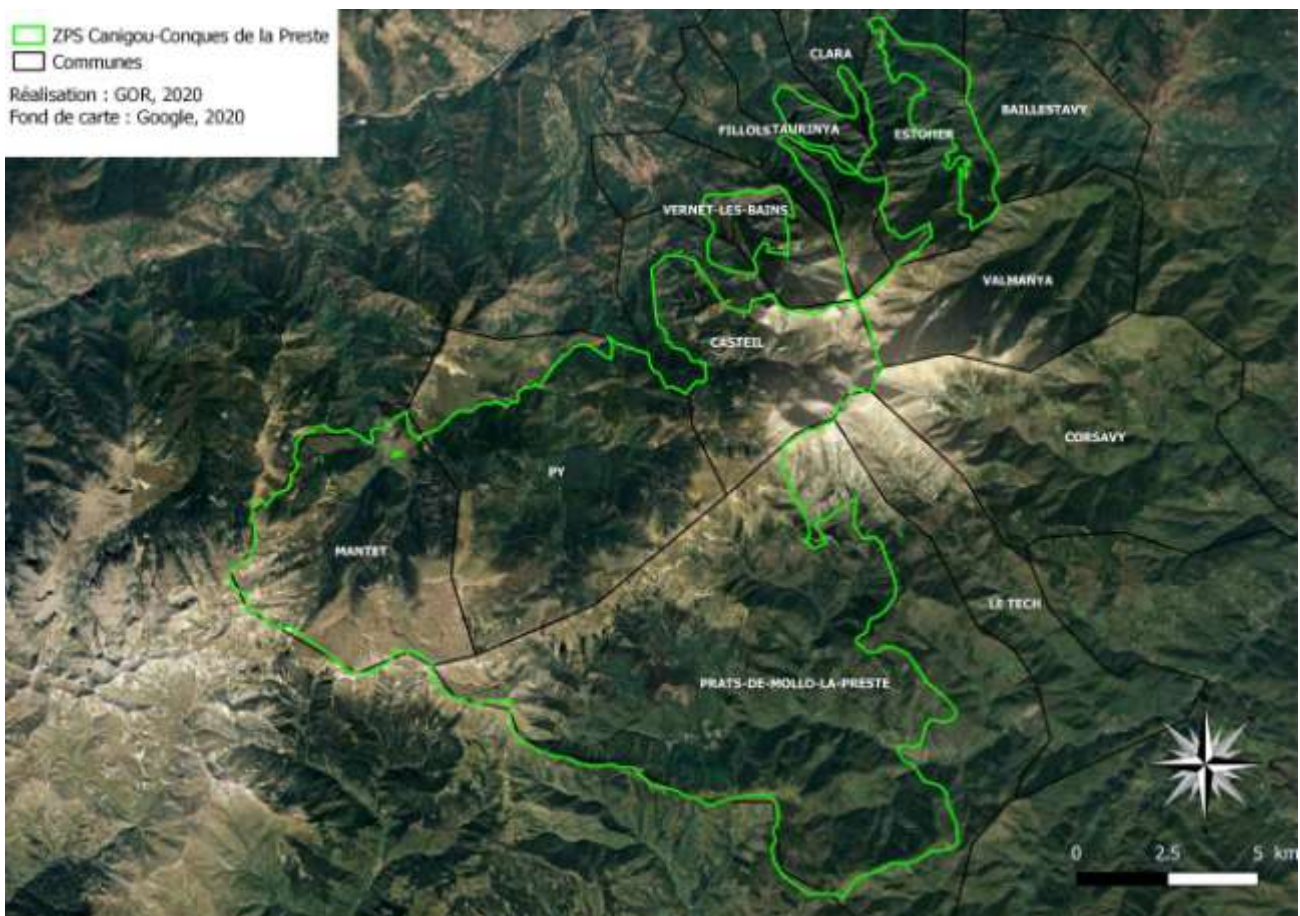 ZPS Canigou-Conques de la Preste
Communes
Réalisation : GOR, 2020
Fond de carte : Google, 2020
CLARA
BAILLESTAVY
FILLOLS
TAURINYA
ESTOHER
VERNET-LES-BAINS
VALMANYA
CASTEIL
CORSAVY
PY
MANTET
LE TECH
PRATS-DE-MOLLO-LA-PRESTE
0 2.5 5 km